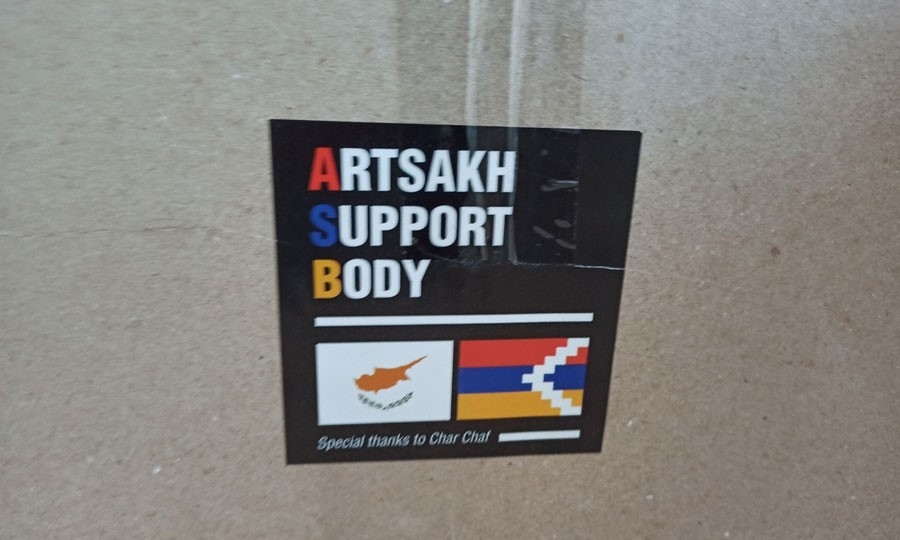 ARTSAKH
SUPPORT
BODY
Special thanks to Char Chaf